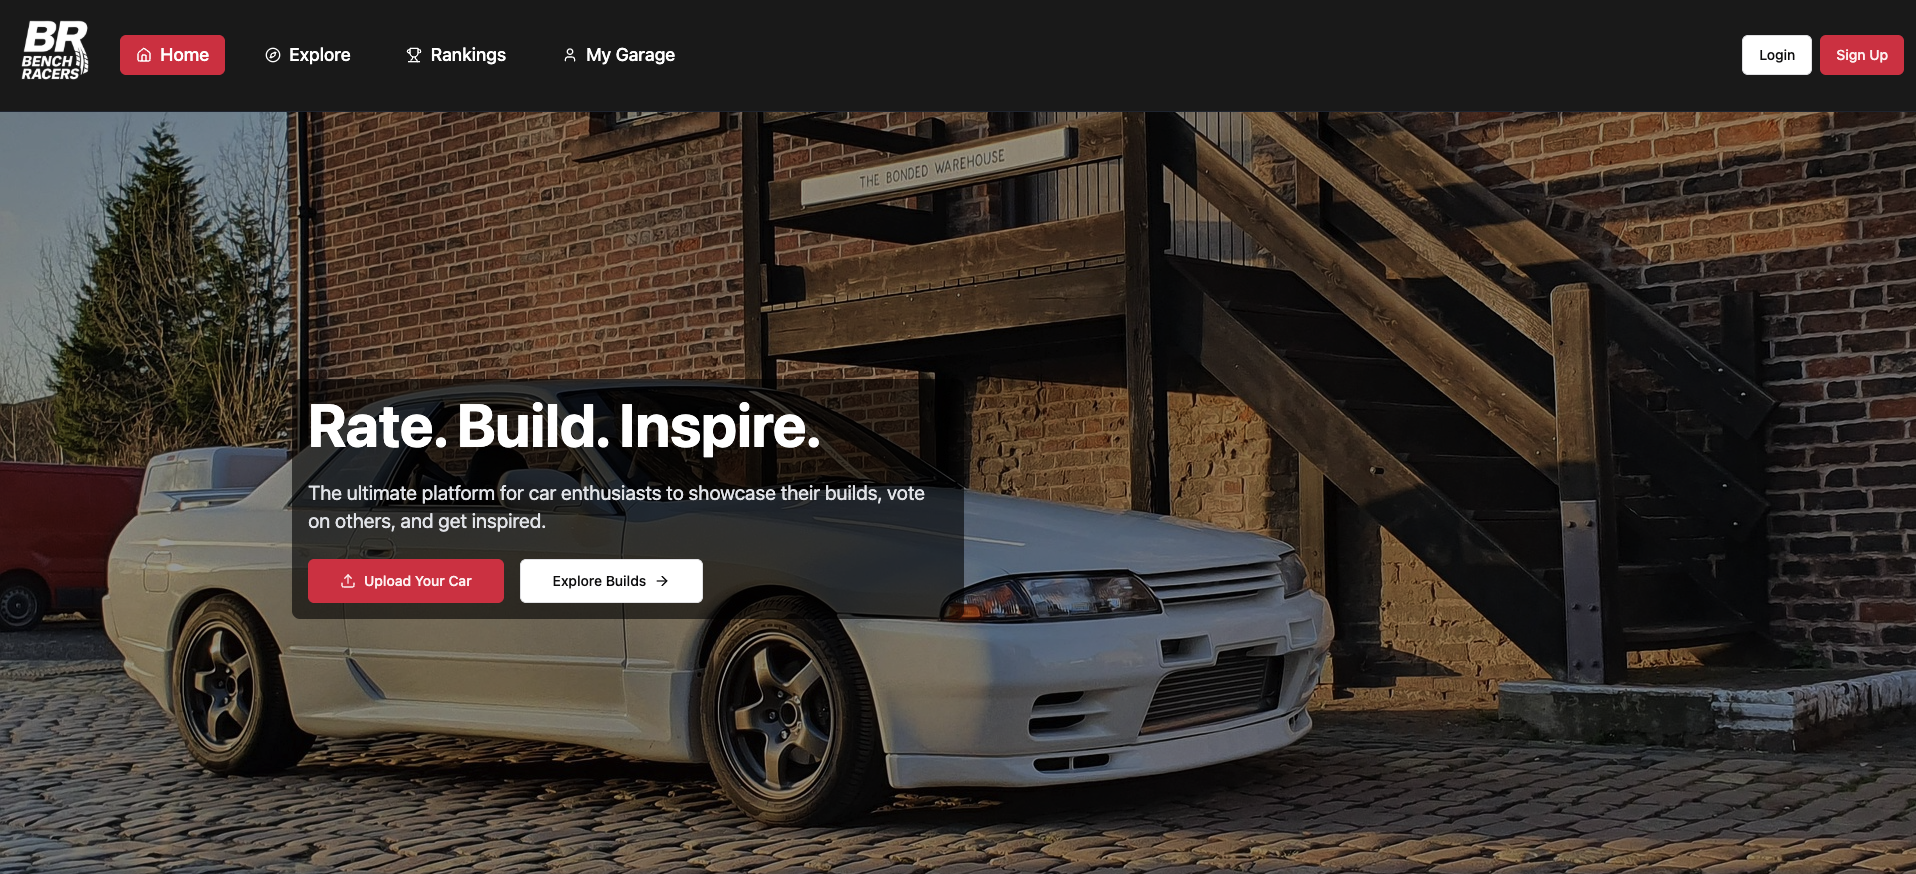 BR
BENCH
RACERS
Home
Explore
Rankings
My Garage
Login
Sign Up
THE BONDED WAREHOUSE
Rate. Build. Inspire.
The ultimate platform for car enthusiasts to showcase their builds, vote
on others, and get inspired.
Upload Your Car
Explore Builds